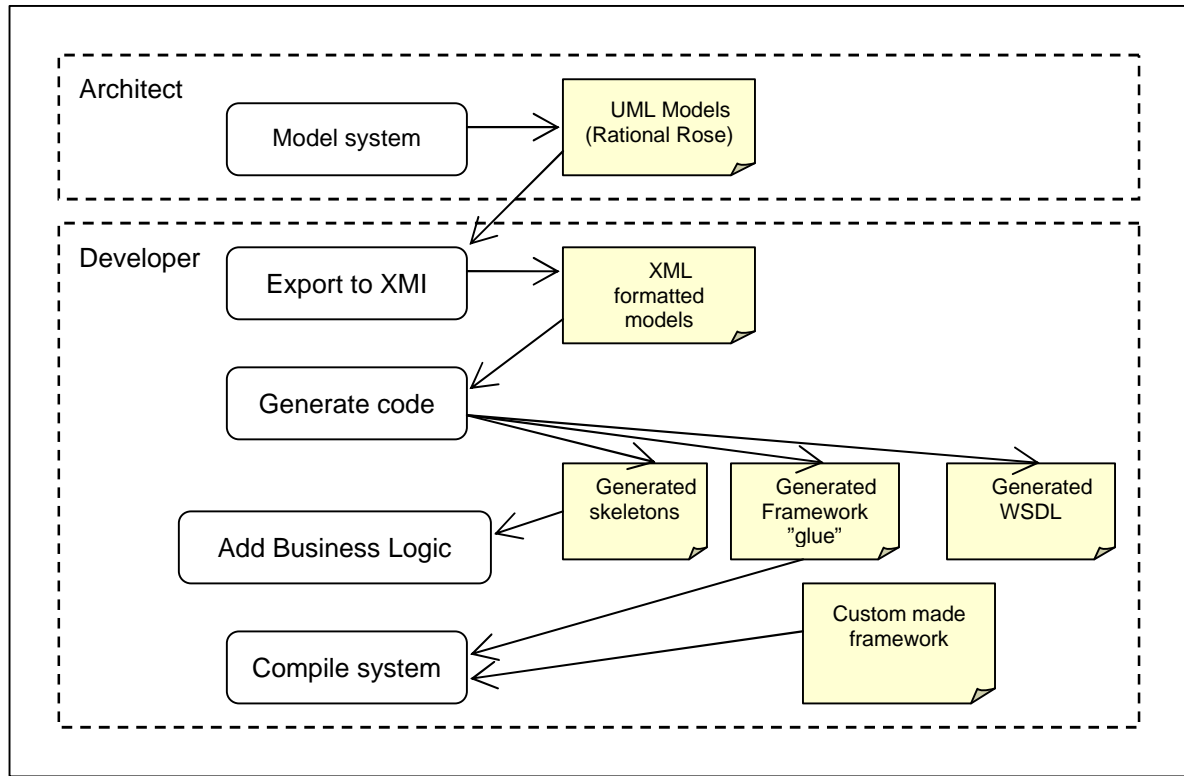 Architect
Model system
UML Models
(Rational Rose)
Developer
Export to XMI
XML
formatted
models
Generate code
Generated
skeletons
Generated
Framework
”glue”
Generated
WSDL
Add Business Logic
Custom made
framework
Compile system